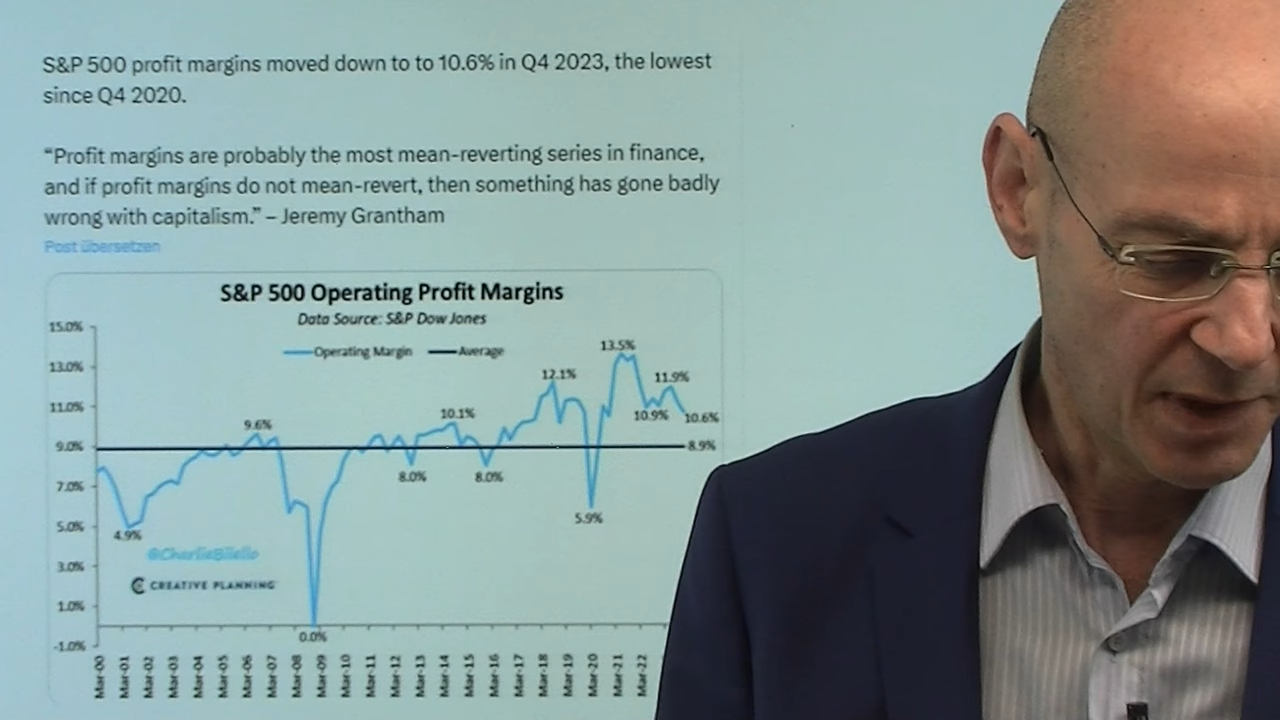 S&P 500 profit margins moved down to to 10.6% in Q4 2023, the lowest
since Q4 2020.
“Profit margins are probably the most mean-reverting series in finance,
and if profit margins do not mean-revert, then something has gone badly
wrong with capitalism.” – Jeremy Grantham
Post übersetzen
S&P 500 Operating Profit Margins
Data Source: S&P Dow Jones
Operating Margin
Average
15.0%
13.0%
11.0%
9.0%
7.0%
5.0%
3.0%
1.0%
-1.0%
4.9%
9.6%
0.0%
8.0%
10.1%
8.0%
12.1%
5.9%
13.5%
10.9%
11.9%
10.6%
8.9%
@CharlieBilello
CREATIVE PLANNING
Mar-00
Mar-01
Mar-02
Mar-03
Mar-04
Mar-05
Mar-06
Mar-07
Mar-08
Mar-09
Mar-10
Mar-11
Mar-12
Mar-13
Mar-14
Mar-15
Mar-16
Mar-17
Mar-18
Mar-19
Mar-20
Mar-21
Mar-22